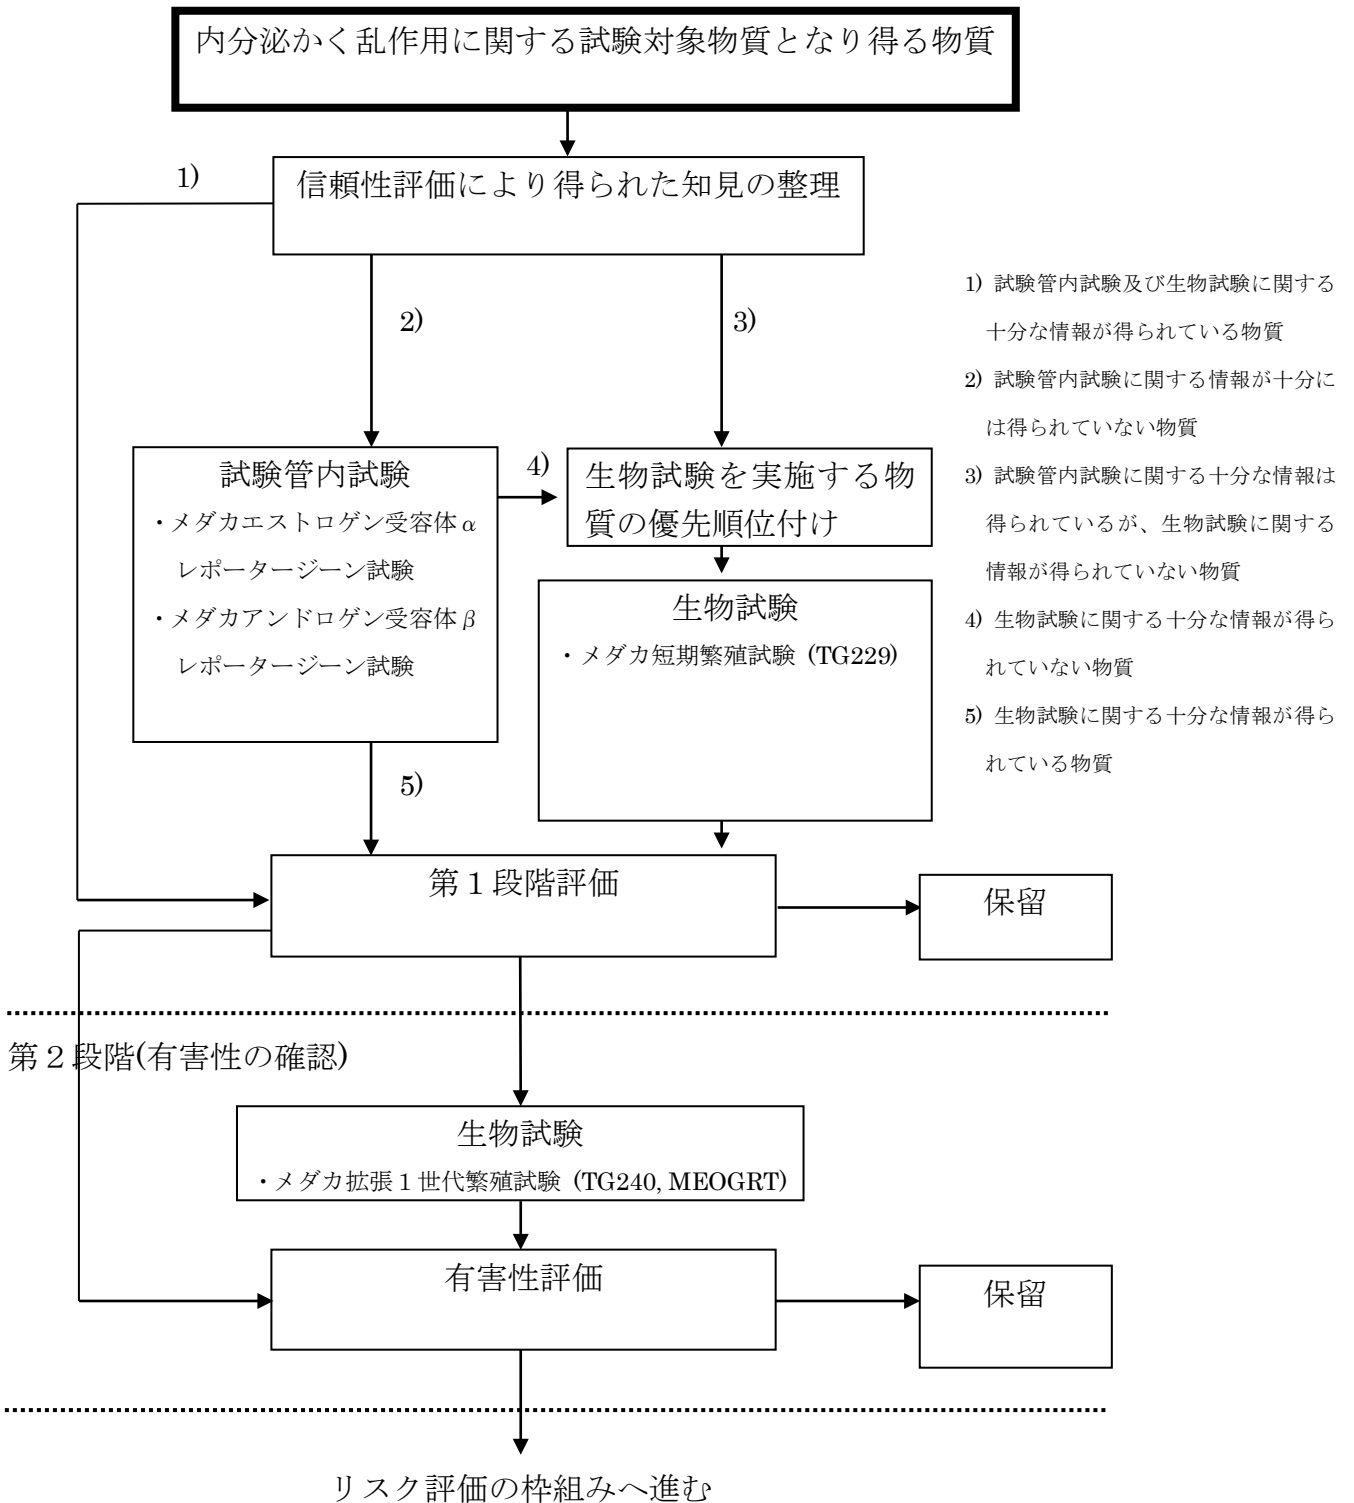 内分泌かく乱作用に関する試験対象物質となり得る物質
1)
信頼性評価により得られた知見の整理
2)
3)
1) 試験管内試験及び生物試験に関する
十分な情報が得られている物質
2) 試験管内試験に関する情報が十分に
は得られていない物質
3) 試験管内試験に関する十分な情報は
得られているが、生物試験に関する
情報が得られていない物質
4) 生物試験に関する十分な情報が得ら
れていない物質
5) 生物試験に関する十分な情報が得ら
れている物質
試験管内試験
・メダカエストロゲン受容体α
レポータージーン試験
・メダカアンドロゲン受容体β
レポータージーン試験
4)
生物試験を実施する物
質の優先順位付け
生物試験
・メダカ短期繁殖試験 (TG229)
5)
第１段階評価
保留
第２段階(有害性の確認)
生物試験
・メダカ拡張１世代繁殖試験 (TG240, MEOGRT)
有害性評価
保留
リスク評価の枠組みへ進む